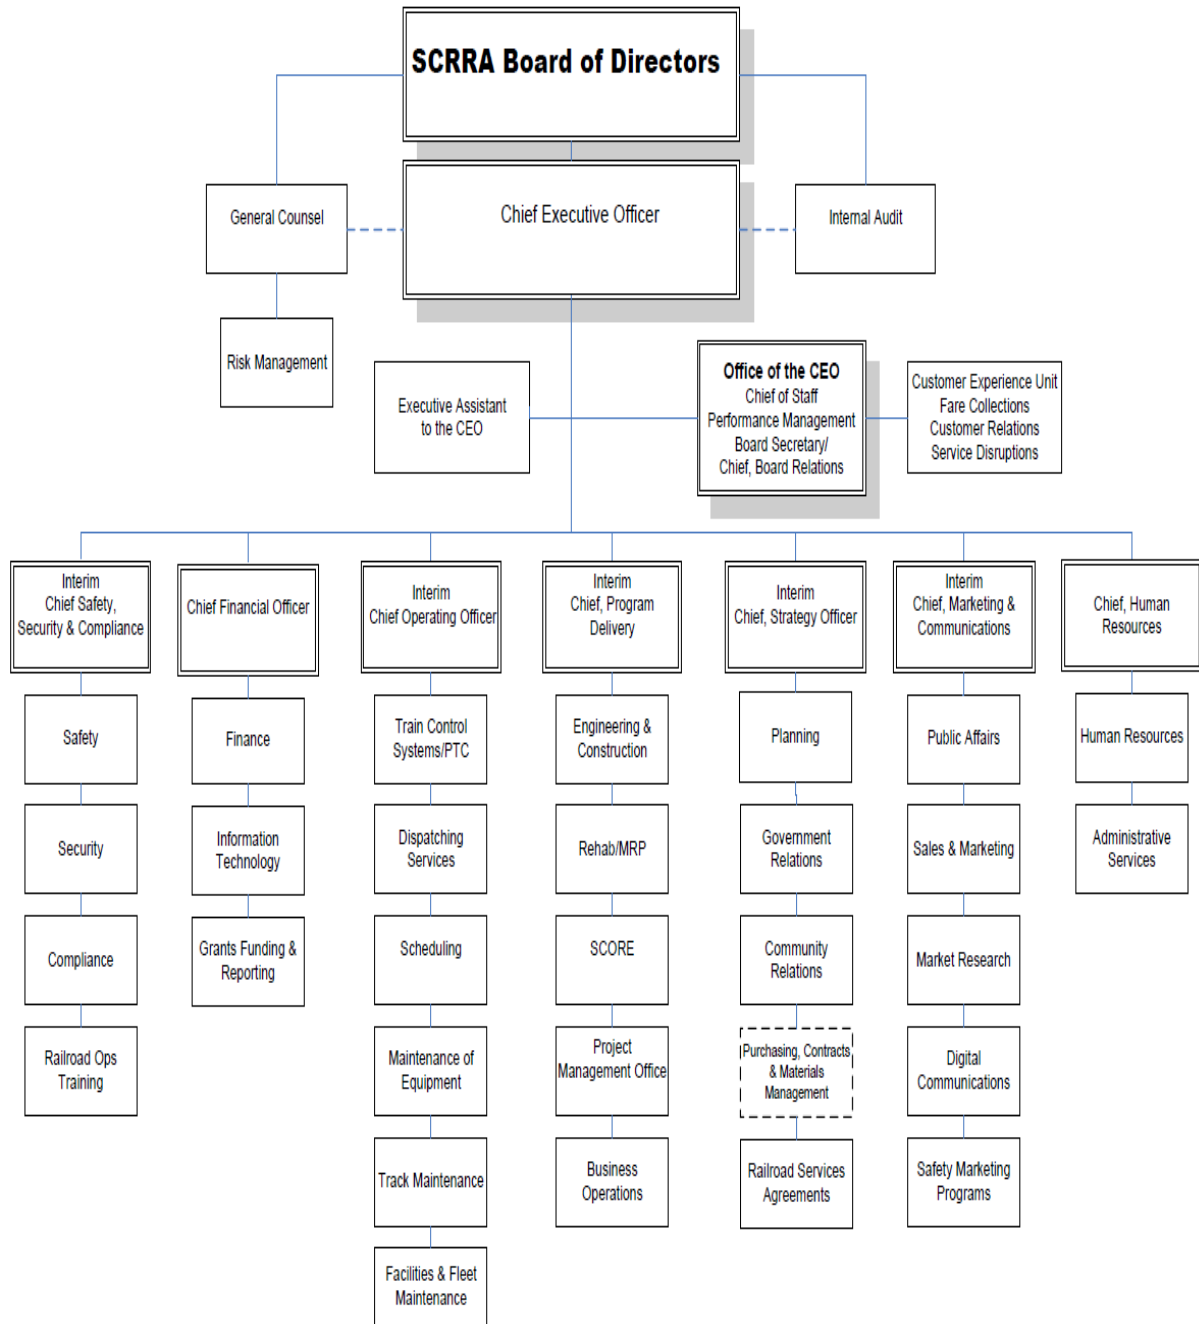 SCRRA Board of Directors
Chief Executive Officer
General Counsel
Internal Audit
Risk Management
Executive Assistant
to the CEO
Office of the CEO
Chief of Staff
Performance Management
Board Secretary/
Chief, Board Relations
Customer Experience Unit
Fare Collections
Customer Relations
Service Disruptions
Interim
Chief Safety,
Security & Compliance
Chief Financial Officer
Interim
Chief Operating Officer
Interim
Chief, Program
Delivery
Interim
Chief, Strategy Officer
Interim
Chief, Marketing &
Communications
Chief, Human
Resources
Safety
Security
Compliance
Railroad Ops
Training
Finance
Information
Technology
Grants Funding &
Reporting
Train Control
Systems/PTC
Dispatching
Services
Scheduling
Maintenance of
Equipment
Track Maintenance
Facilities & Fleet
Maintenance
Engineering &
Construction
Rehab/MRP
SCORE
Project
Management Office
Business
Operations
Planning
Government
Relations
Community
Relations
Purchasing, Contracts
& Materials
Management
Railroad Services
Agreements
Public Affairs
Sales & Marketing
Market Research
Digital
Communications
Safety Marketing
Programs
Human Resources
Administrative
Services